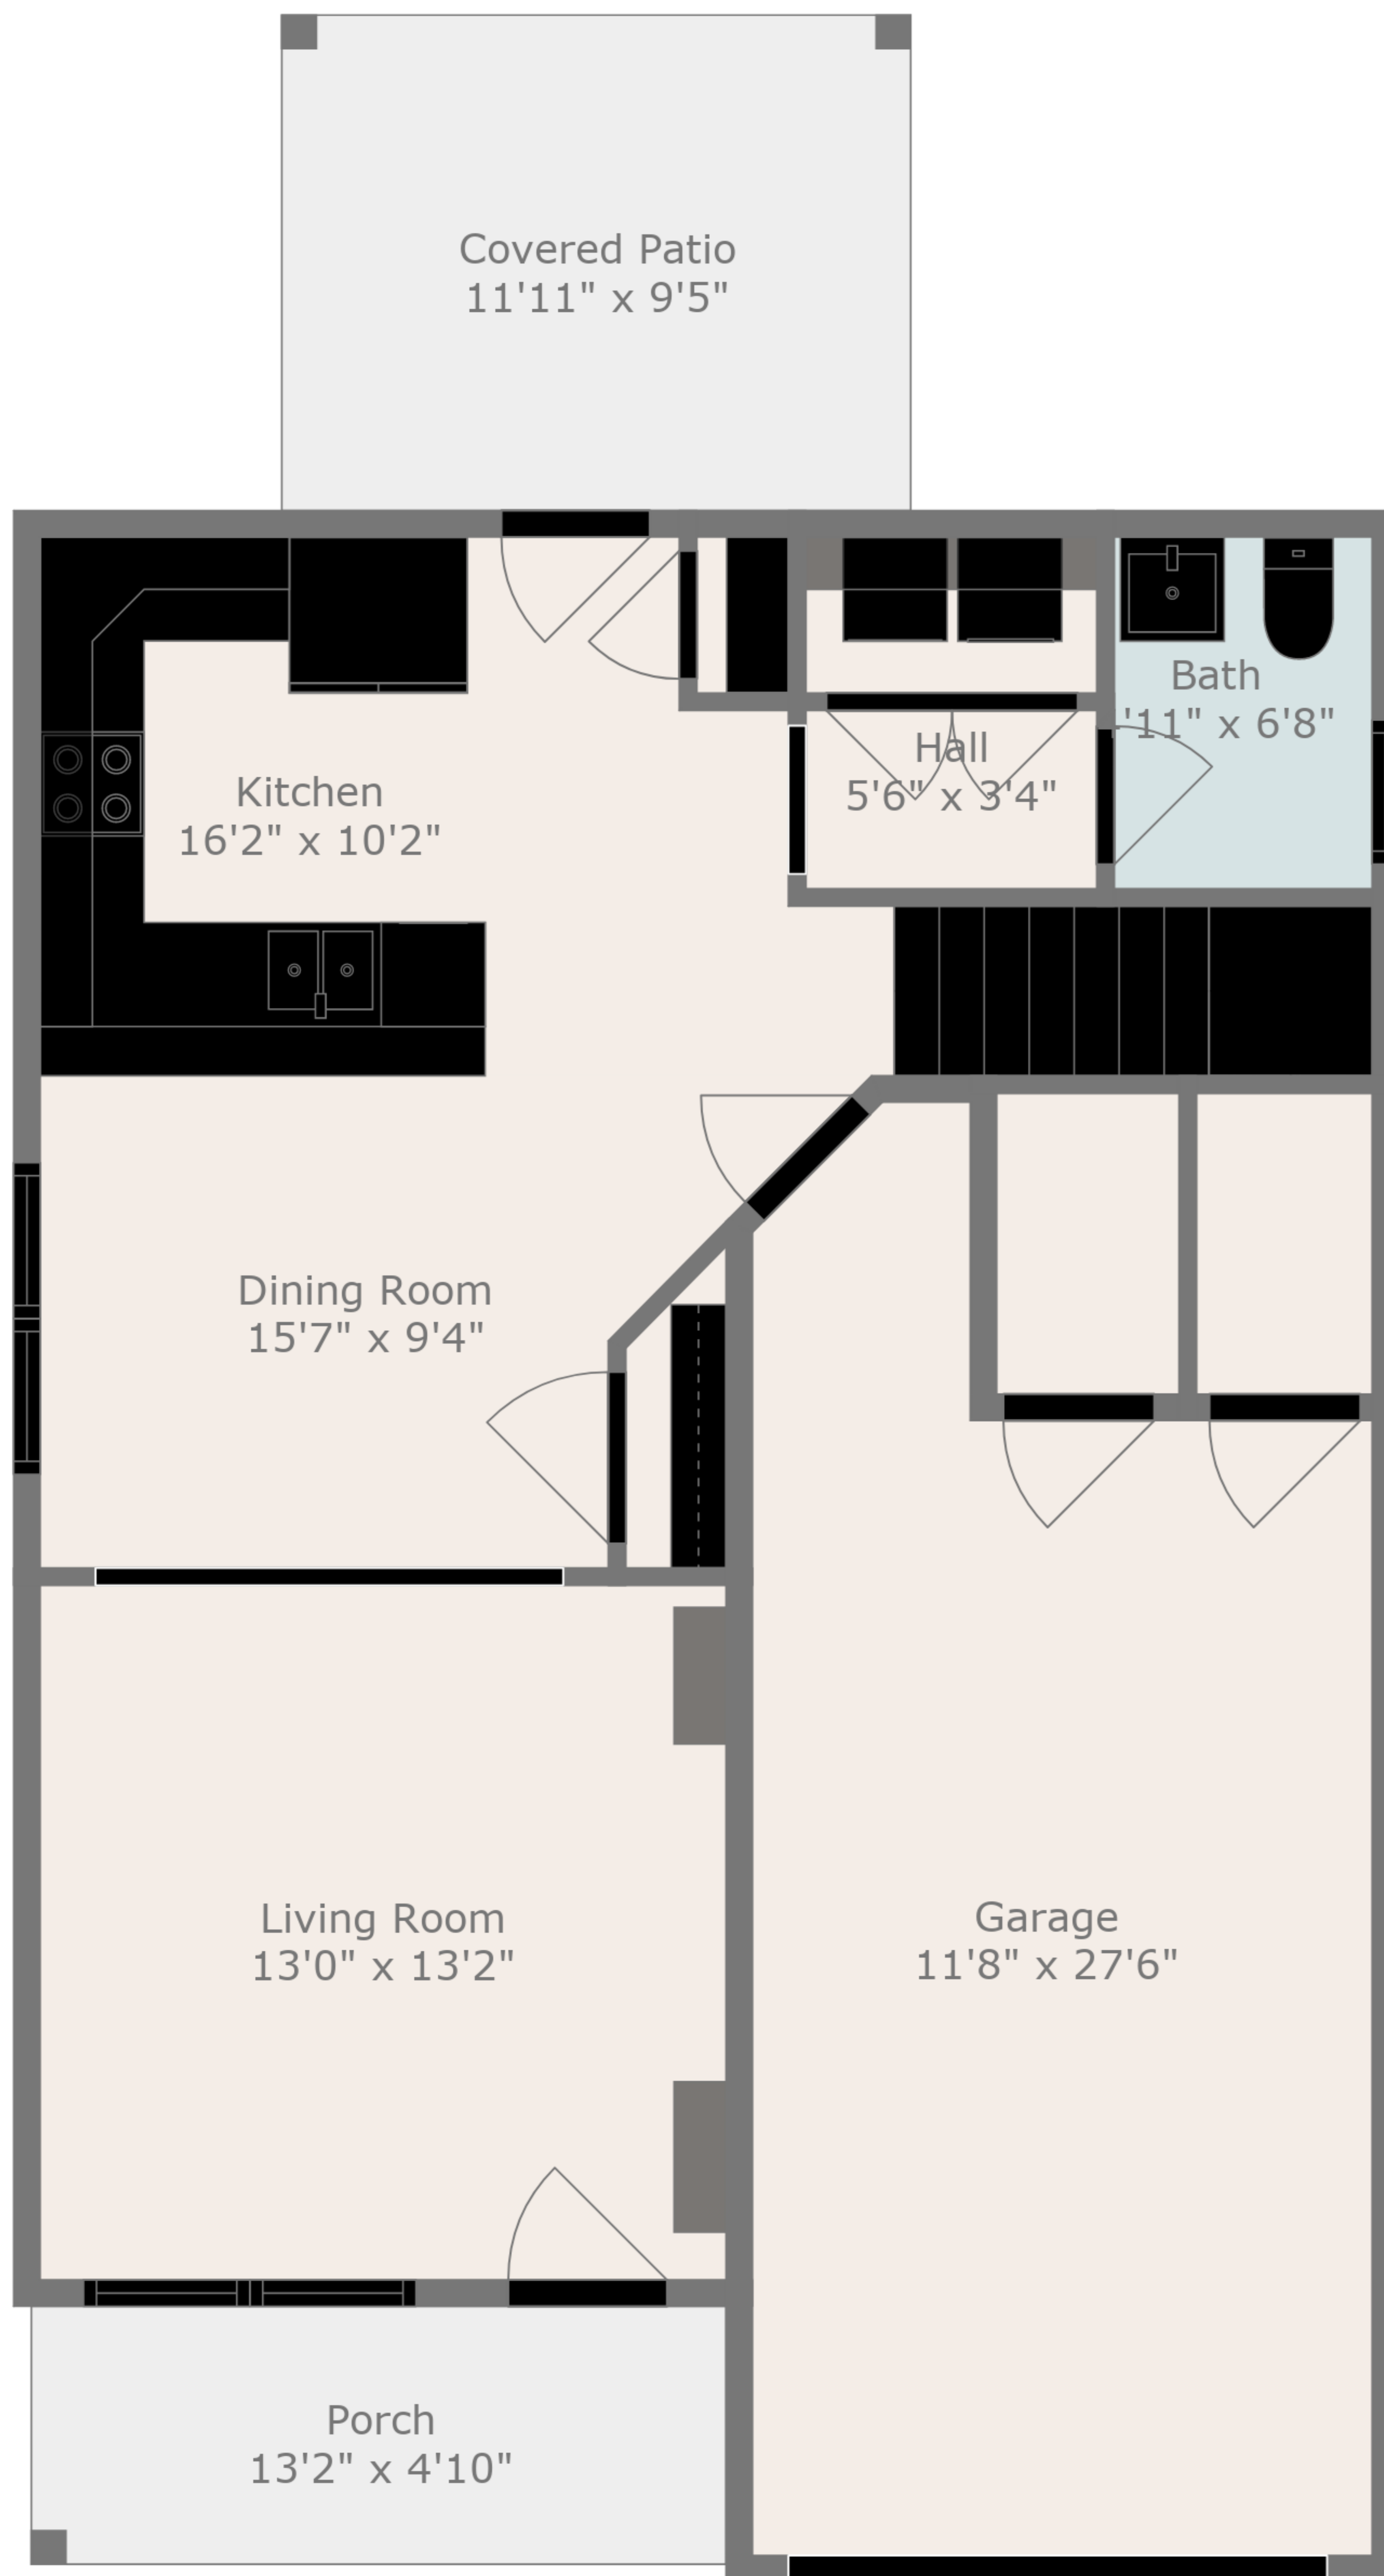 Covered Patio
11'11" x 9'5"
Bath
'11" x 6'8"
Hall
5'6" x 3'4"
Kitchen
16'2" x 10'2"
Dining Room
15'7" x 9'4"
Living Room
13'0" x 13'2"
Garage
11'8" x 27'6"
Porch
13'2" x 4'10"